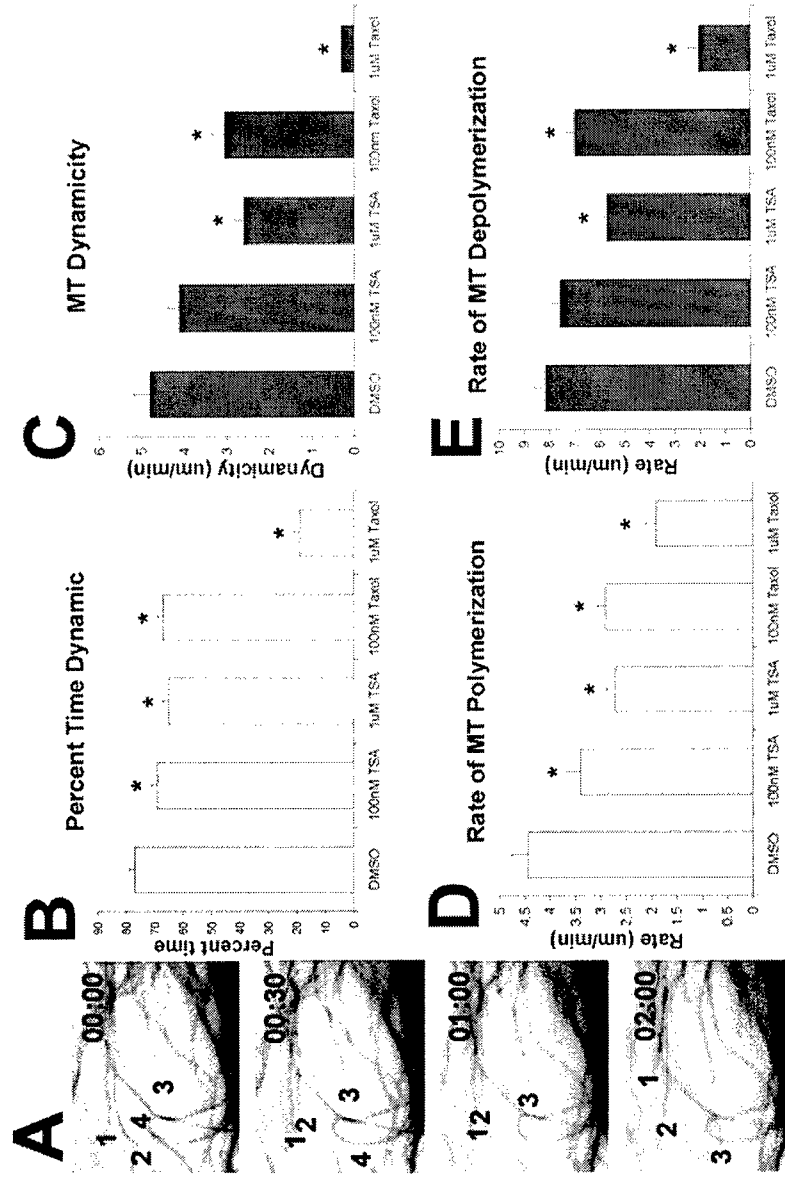 A
00:00
1
2
4
3
00:30
1
2
3
4
01:00
1
2
3
02:00
1
2
3
B
Percent Time Dynamic
Percent time
90
80
70
60
50
40
30
20
10
0
*
*
*
*
DMSO
100nM TSA
1uM TSA
100nM Taxol
1uM Taxol
C
MT Dynamicity
Dynamicity (um/min)
6
5
4
3
2
1
0
*
*
*
DMSO
100nM TSA
1uM TSA
100nm Taxol
1uM Taxol
D
Rate of MT Polymerization
Rate (um/min)
5
4.5
4
3.5
3
2.5
2
1.5
1
0.5
0
*
*
*
*
DMSO
100nM TSA
1uM TSA
100nM Taxol
1uM Taxol
E
Rate of MT Depolymerization
Rate (um/min)
10
9
8
7
6
5
4
3
2
1
0
*
*
*
DMSO
100nM TSA
1uM TSA
100nM Taxol
1uM Taxol